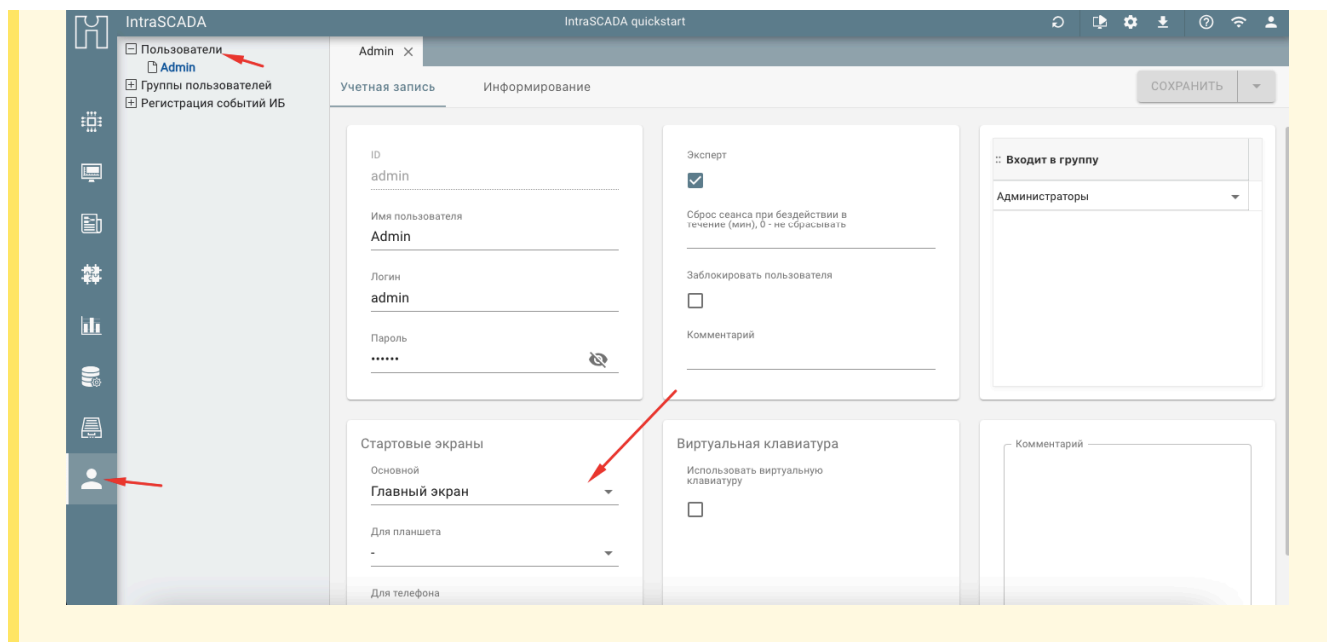 IntraSCADA
IntraSCADA quickstart
Пользователи
Admin
Группы пользователей
Регистрация событий ИБ
Admin
Учетная запись
Информирование
СОХРАНИТЬ
ID
admin
Имя пользователя
Admin
Логин
admin
Пароль
••••••
Эксперт
Сброс сеанса при бездействии в
течение (мин), 0 - не сбрасывать
Заблокировать пользователя
Комментарий
:: Входит в группу
Администраторы
Стартовые экраны
Основной
Главный экран
Для планшета
-
Для телефона
Виртуальная клавиатура
Использовать виртуальную
клавиатуру
Комментарий